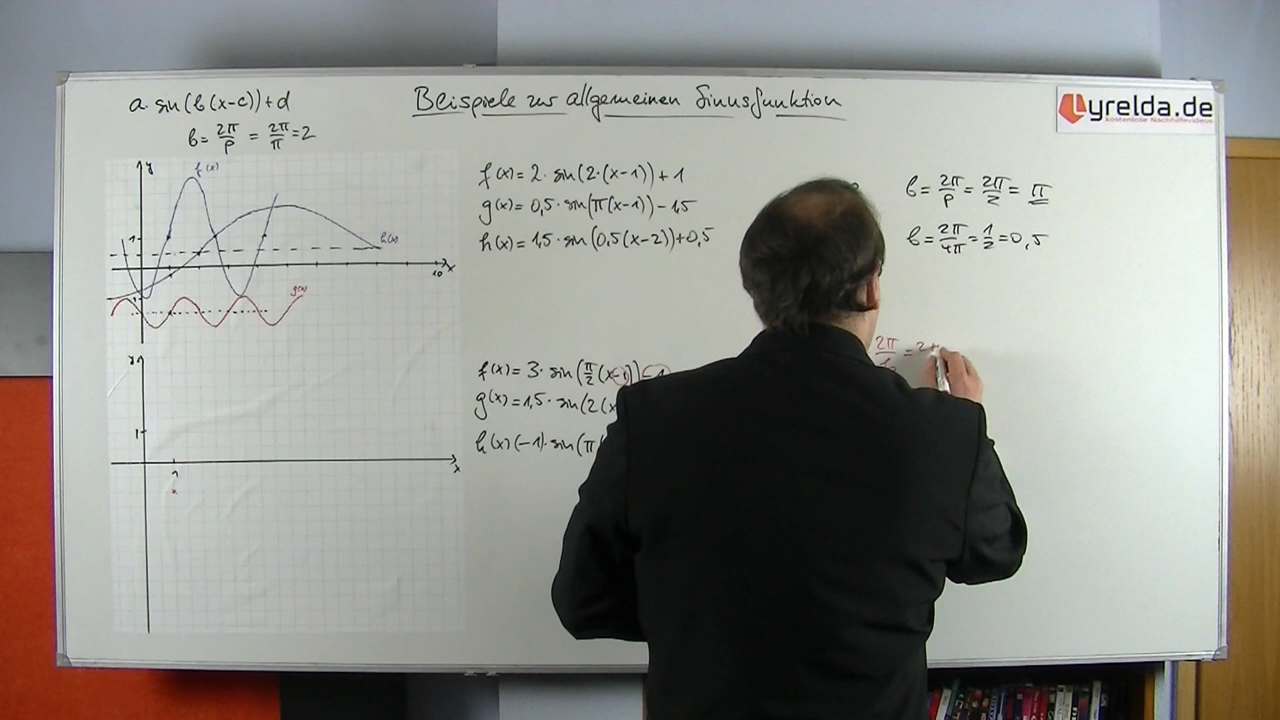 a·sin(b(x-c))+d
b=2π/p = 2π/π =2
Beispiele zur allgemeinen Sinusfunktion
Lyrelda.de
kostenlose Nachhilfevideos
f(x)=2·sin(2·(x-1))+1
g(x)=0,5·sin(π(x-1))-1,5
h(x)=1,5·sin(0,5(x-2))+0,5
b=2π/p=2π/2=π
b=2π/4π=1/2=0,5
y
f(x)
1
h(x)
10
x
g(x)
y
1
x
1
f(x)=3·sin(π/2(x-1))-1
g(x)=1,5·sin(2(x
h(x)(-1)·sin(π(
2π